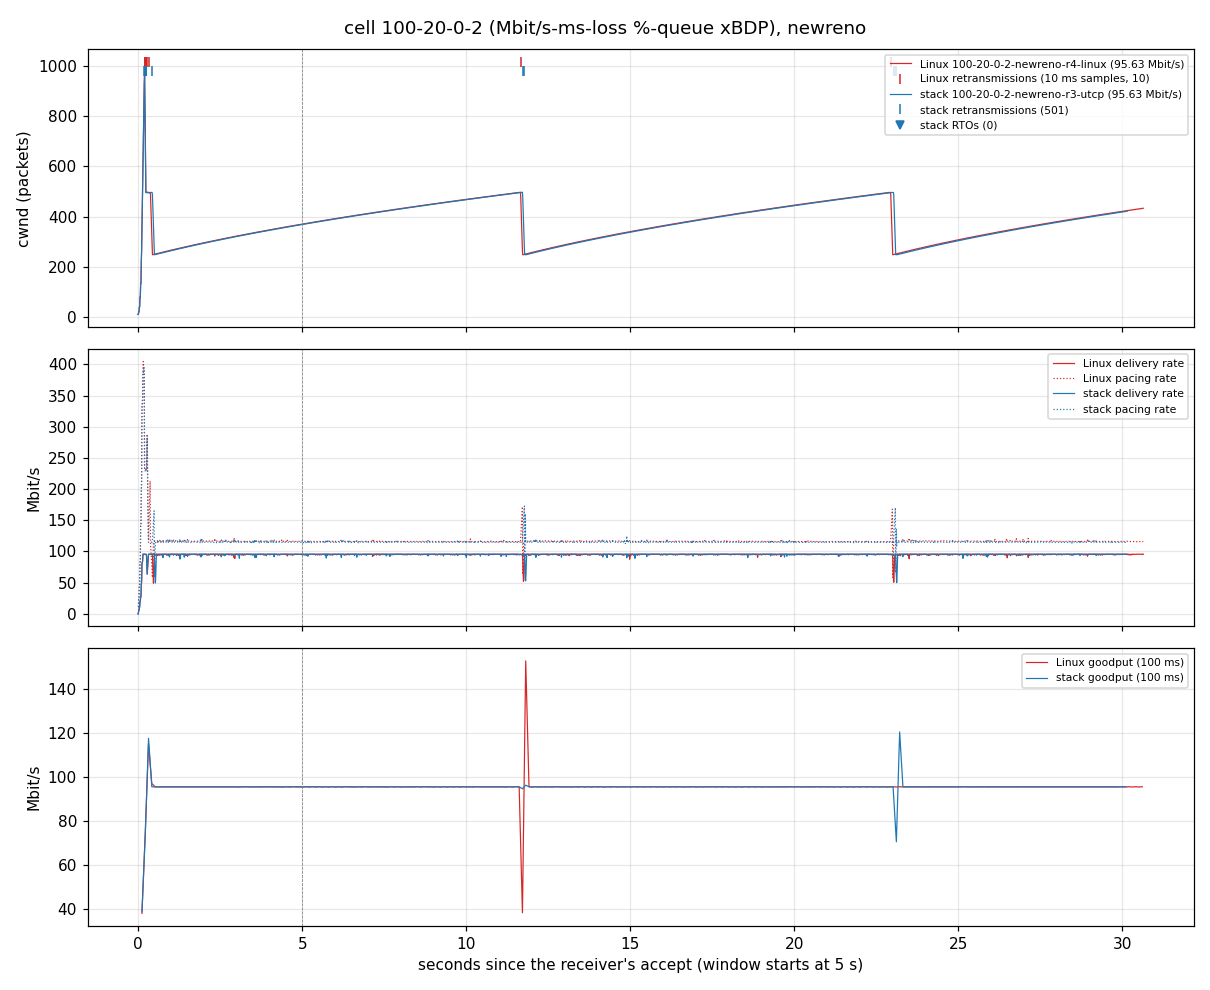 cell 100-20-0-2 (Mbit/s-ms-loss %-queue xBDP), newreno
1000
800
600
400
200
0
cwnd (packets)
Linux 100-20-0-2-newreno-r4-linux (95.63 Mbit/s)
Linux retransmissions (10 ms samples, 10)
stack 100-20-0-2-newreno-r3-utcp (95.63 Mbit/s)
stack retransmissions (501)
stack RTOs (0)
400
350
300
250
200
150
100
50
0
Mbit/s
Linux delivery rate
Linux pacing rate
stack delivery rate
stack pacing rate
140
120
100
80
60
40
Mbit/s
Linux goodput (100 ms)
stack goodput (100 ms)
0 5 10 15 20 25 30
seconds since the receiver's accept (window starts at 5 s)